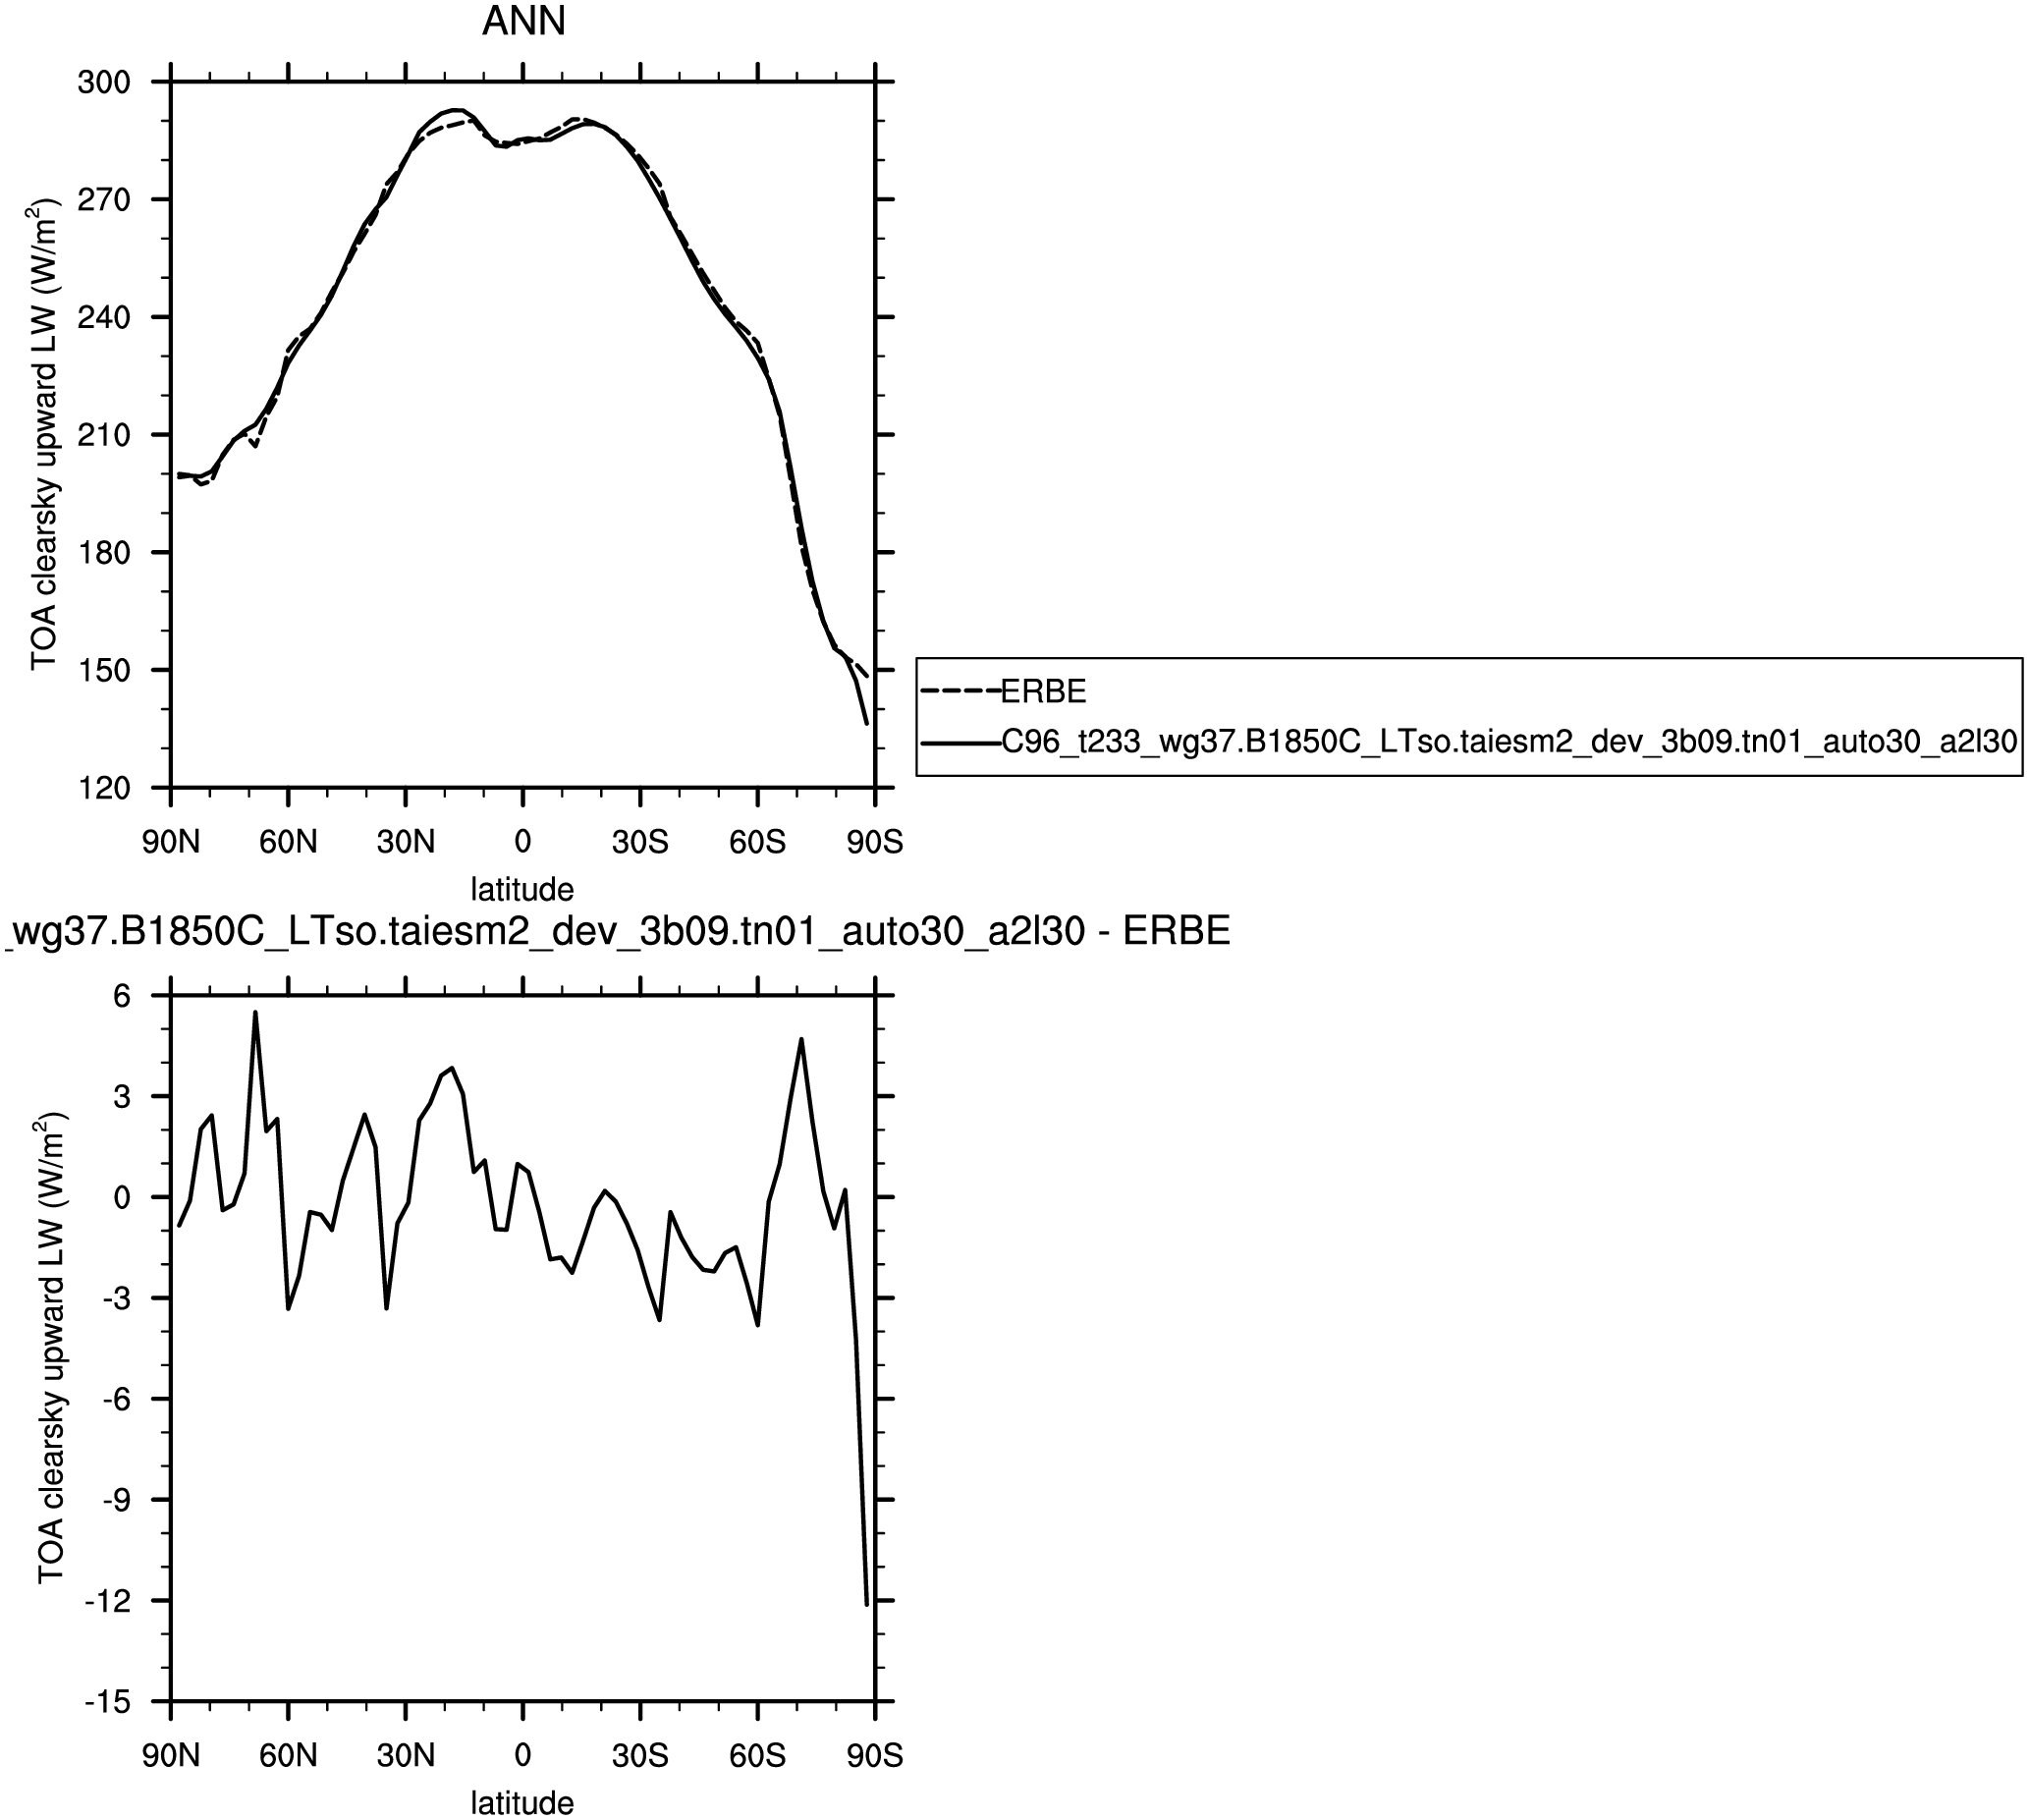 ANN
TOA clearsky upward LW (W/m²)
300
270
240
210
180
150
120
90N 60N 30N 0 30S 60S 90S
latitude
ERBE
C96_t233_wg37.B1850C_LTso.taiesm2_dev_3b09.tn01_auto30_a2l30
_wg37.B1850C_LTso.taiesm2_dev_3b09.tn01_auto30_a2l30 - ERBE
TOA clearsky upward LW (W/m²)
6
3
0
-3
-6
-9
-12
-15
90N 60N 30N 0 30S 60S 90S
latitude